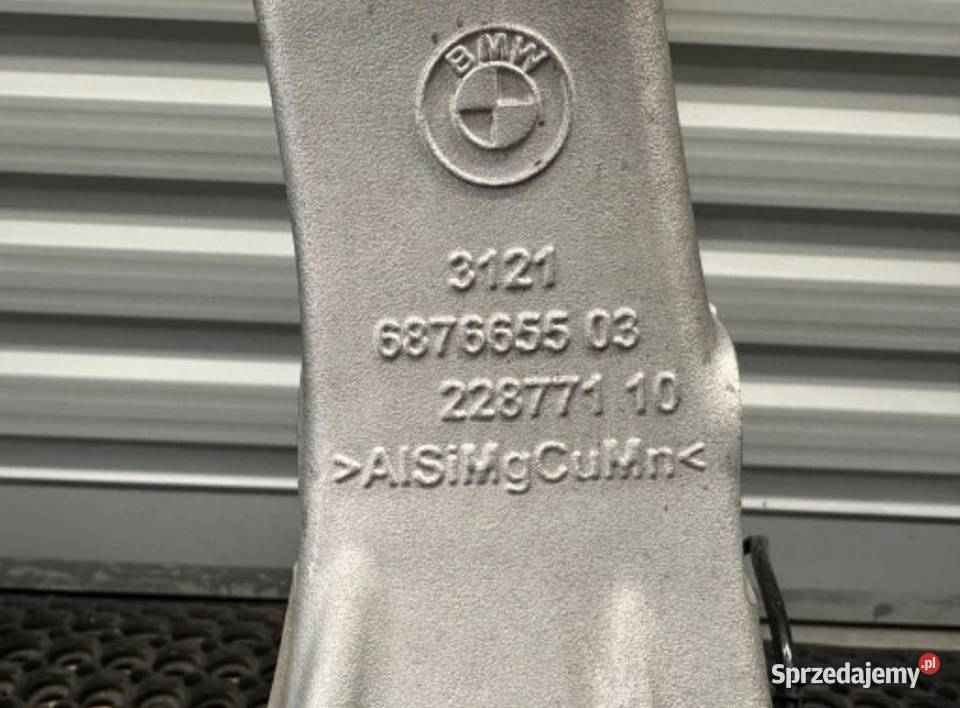 BMW
3121
6876655 03
228771 10
>AlSiMgCuMn<
Sprzedajemy.pl